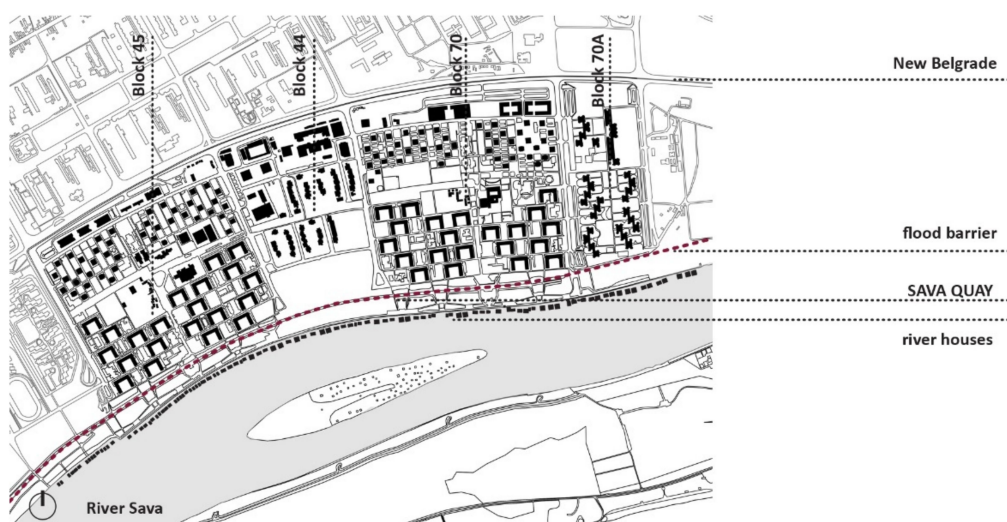 Block 45
Block 44
Block 70
Block 70A
New Belgrade
flood barrier
SAVA QUAY
river houses
River Sava